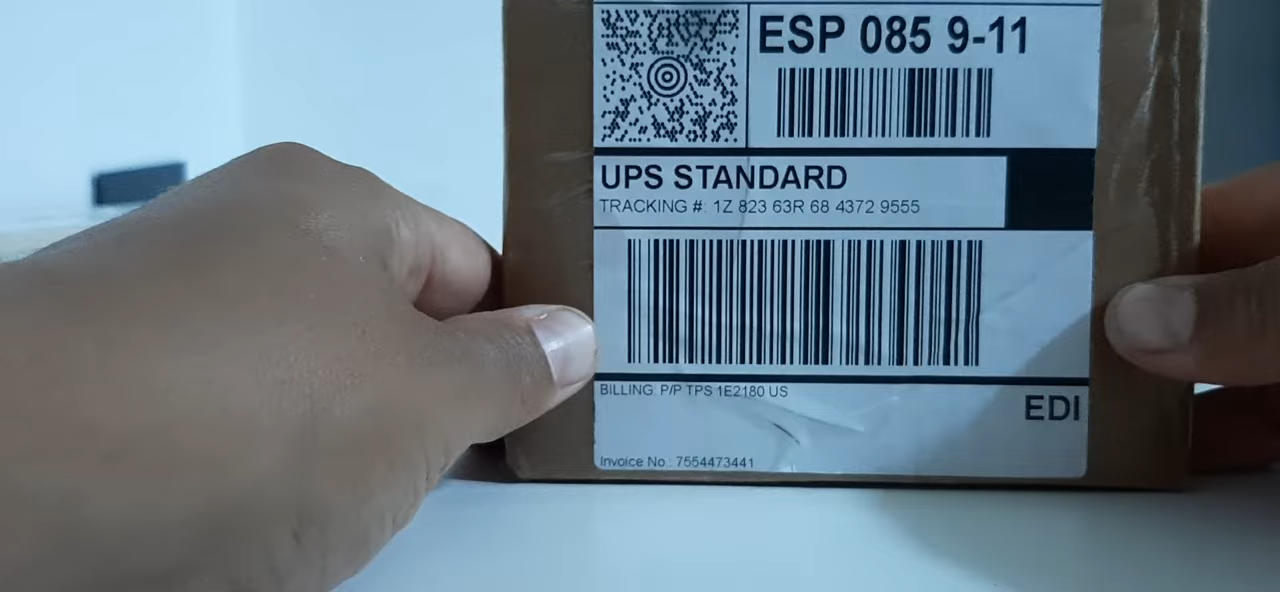 ESP 085 9-11
UPS STANDARD
TRACKING #: 1Z 823 63R 68 4372 9555
BILLING: P/P TPS 1E2180 US
EDI
Invoice No.: 7554473441